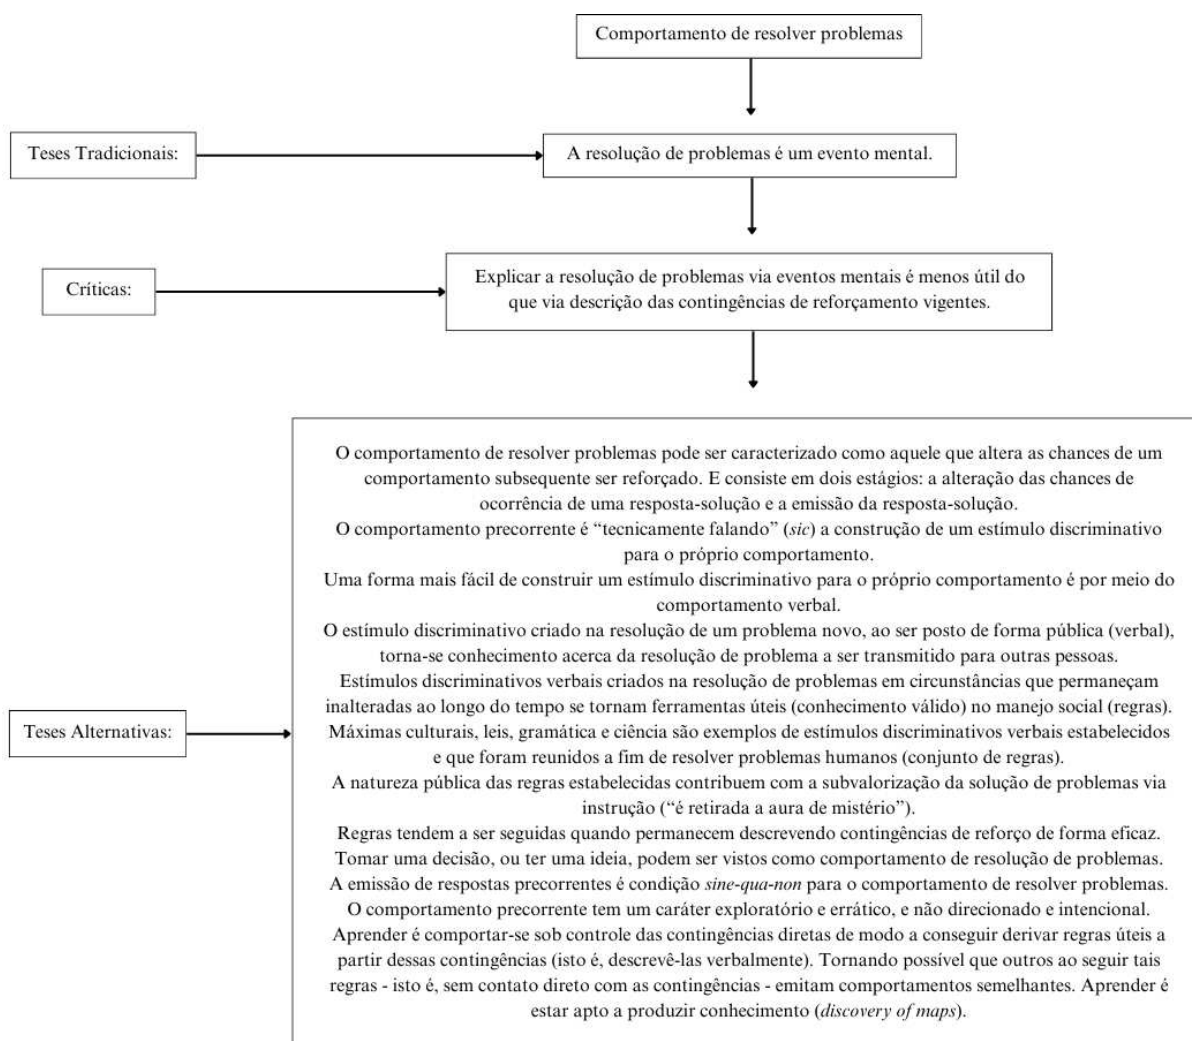 Comportamento de resolver problemas
Teses Tradicionais:
A resolução de problemas é um evento mental.
Críticas:
Explicar a resolução de problemas via eventos mentais é menos útil do
que via descrição das contingências de reforçamento vigentes.
Teses Alternativas:
O comportamento de resolver problemas pode ser caracterizado como aquele que altera as chances de um
comportamento subsequente ser reforçado. E consiste em dois estágios: a alteração das chances de
ocorrência de uma resposta-solução e a emissão da resposta-solução.
O comportamento precorrente é “tecnicamente falando” (sic) a construção de um estímulo discriminativo
para o próprio comportamento.
Uma forma mais fácil de construir um estímulo discriminativo para o próprio comportamento é por meio do
comportamento verbal.
O estímulo discriminativo criado na resolução de um problema novo, ao ser posto de forma pública (verbal),
torna-se conhecimento acerca da resolução de problema a ser transmitido para outras pessoas.
Estímulos discriminativos verbais criados na resolução de problemas em circunstâncias que permaneçam
inalteradas ao longo do tempo se tornam ferramentas úteis (conhecimento válido) no manejo social (regras).
Máximas culturais, leis, gramática e ciência são exemplos de estímulos discriminativos verbais estabelecidos
e que foram reunidos a fim de resolver problemas humanos (conjunto de regras).
A natureza pública das regras estabelecidas contribuem com a subvalorização da solução de problemas via
instrução (“é retirada a aura de mistério”).
Regras tendem a ser seguidas quando permanecem descrevendo contingências de reforço de forma eficaz.
Tomar uma decisão, ou ter uma ideia, podem ser vistos como comportamento de resolução de problemas.
A emissão de respostas precorrentes é condição sine-qua-non para o comportamento de resolver problemas.
O comportamento precorrente tem um caráter exploratório e errático, e não direcionado e intencional.
Aprender é comportar-se sob controle das contingências diretas de modo a conseguir derivar regras úteis a
partir dessas contingências (isto é, descrevê-las verbalmente). Tornando possível que outros ao seguir tais
regras - isto é, sem contato direto com as contingências - emitam comportamentos semelhantes. Aprender é
estar apto a produzir conhecimento (discovery of maps).